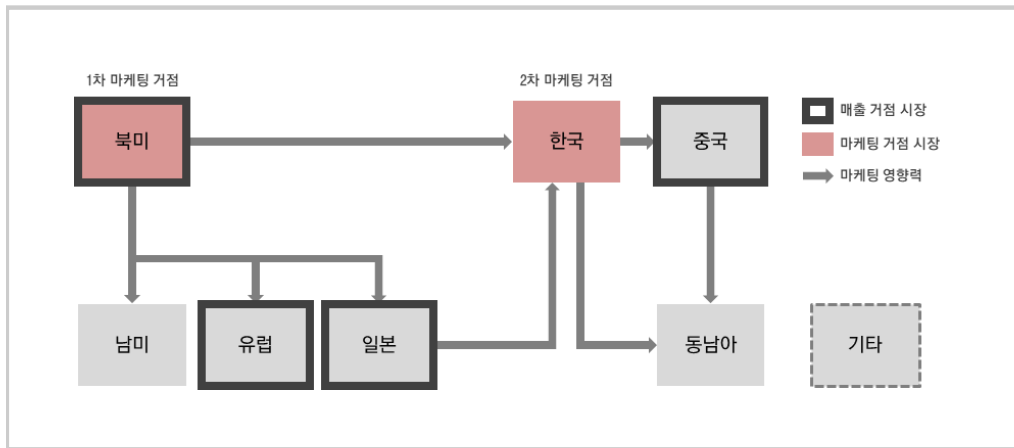 1차 마케팅 거점
2차 마케팅 거점
북미
한국
중국
매출 거점 시장
마케팅 거점 시장
마케팅 영향력
남미
유럽
일본
동남아
기타